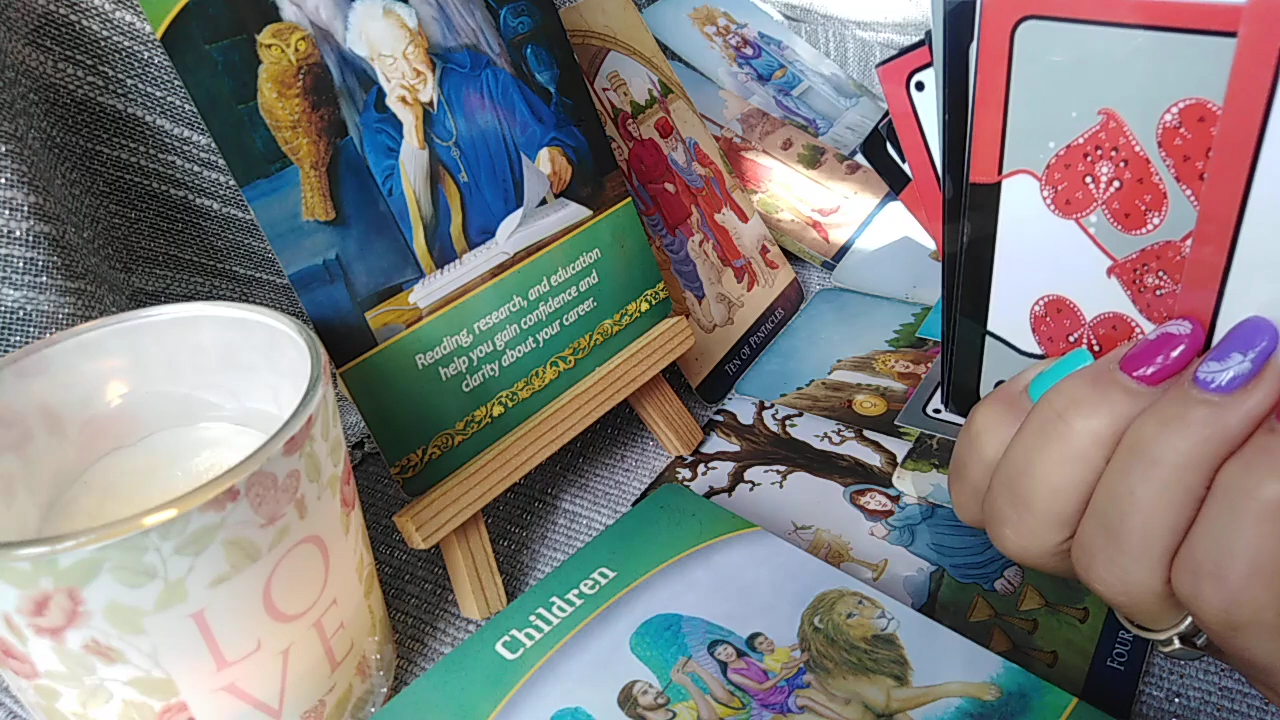 Reading, research, and education
help you gain confidence and
clarity about your career.
TEN OF PENTACLES
Children
FOUR
LO
VE